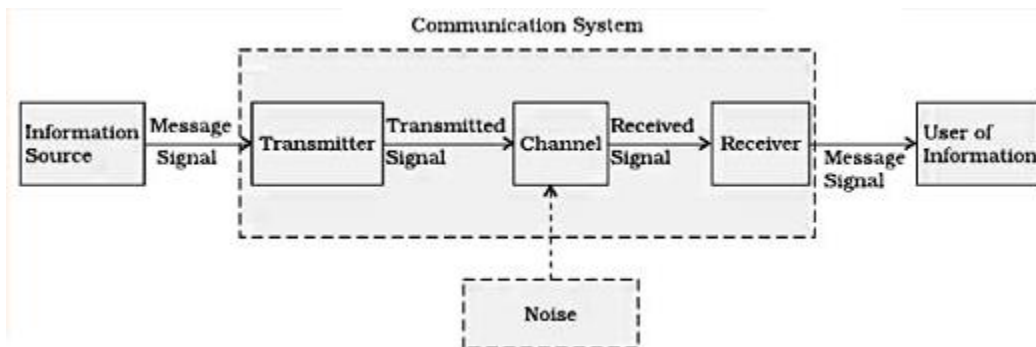 Communication System
Information
Source
Message
Signal
Transmitter
Transmitted
Signal
Channel
Received
Signal
Receiver
Message
Signal
User of
Information
Noise